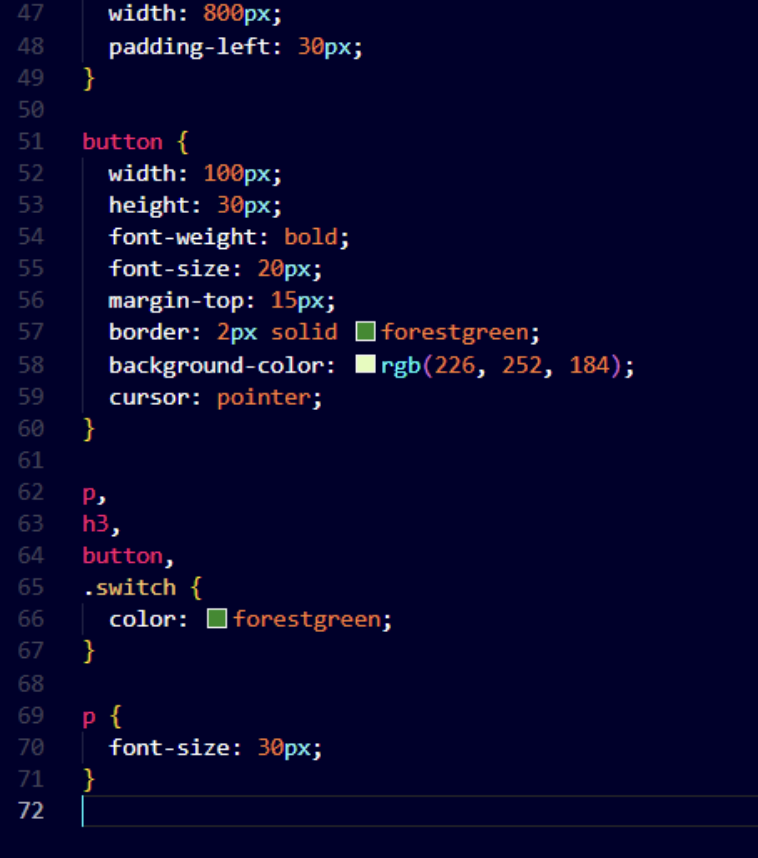 47 width: 800px;
48 padding-left: 30px;
49 }
50
51 button {
52 width: 100px;
53 height: 30px;
54 font-weight: bold;
55 font-size: 20px;
56 margin-top: 15px;
57 border: 2px solid forestgreen;
58 background-color: rgb(226, 252, 184);
59 cursor: pointer;
60 }
61
62 p,
63 h3,
64 button,
65 .switch {
66 color: forestgreen;
67 }
68
69 p {
70 font-size: 30px;
71 }
72